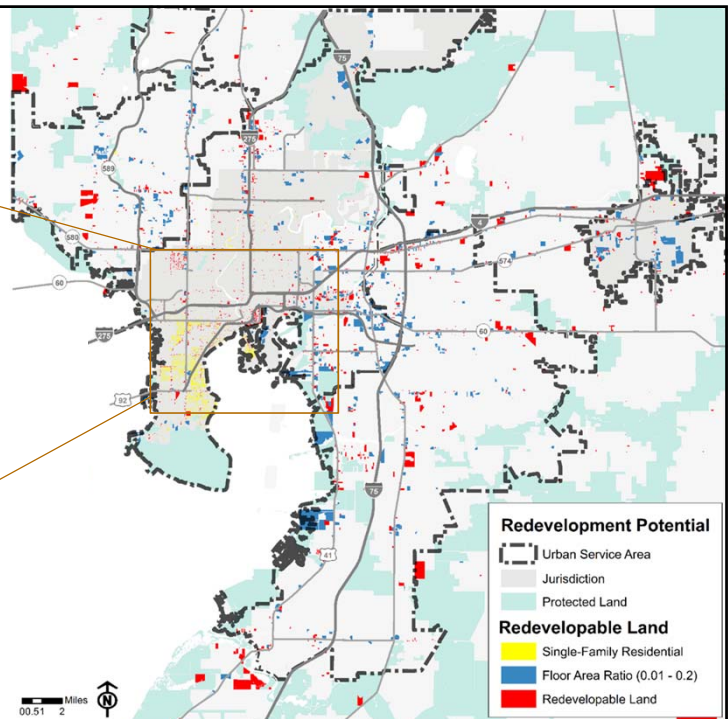 75
275
589
580
4
574
60
60
275
92
75
41
Redevelopment Potential
Urban Service Area
Jurisdiction
Protected Land
Redevelopable Land
Single-Family Residential
Floor Area Ratio (0.01 - 0.2)
Redevelopable Land
Miles
00.51 2
N